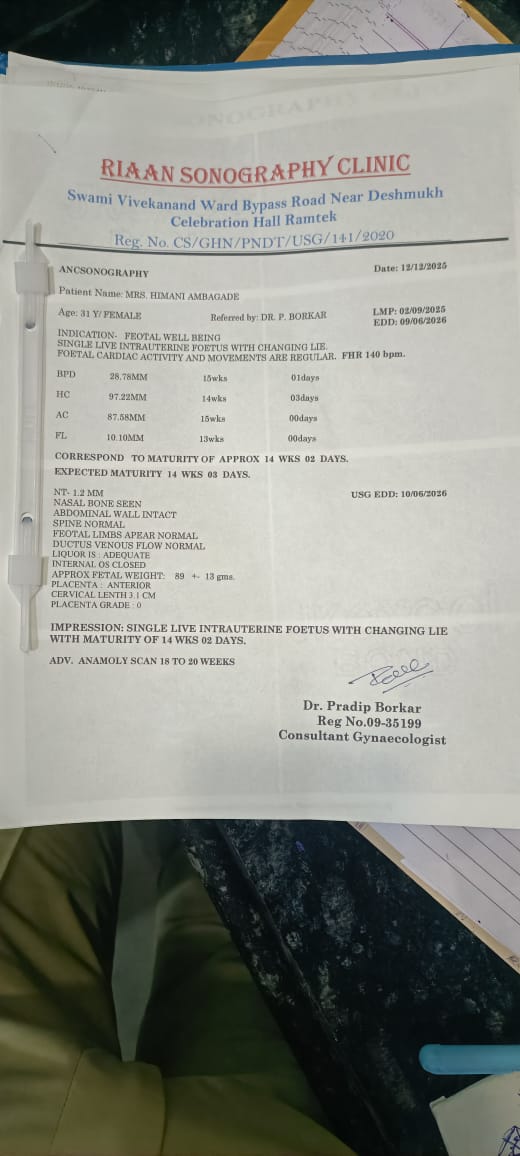 RIAAN SONOGRAPHY CLINIC
Swami Vivekanand Ward Bypass Road Near Deshmukh
Celebration Hall Ramtek
Reg. No. CS/GHN/PNDT/USG/141/2020
ANCSONOGRAPHY Date: 12/12/2025
Patient Name: MRS. HIMANI AMBAGADE
Age: 31 Y/ FEMALE Referred by: DR. P. BORKAR LMP: 02/09/2025
EDD: 09/06/2026
INDICATION- FEOTAL WELL BEING
SINGLE LIVE INTRAUTERINE FOETUS WITH CHANGING LIE.
FOETAL CARDIAC ACTIVITY AND MOVEMENTS ARE REGULAR. FHR 140 bpm.
BPD 28.78MM 15wks 01days
HC 97.22MM 14wks 03days
AC 87.58MM 15wks 00days
FL 10.10MM 13wks 00days
CORRESPOND TO MATURITY OF APPROX 14 WKS 02 DAYS.
EXPECTED MATURITY 14 WKS 03 DAYS.
NT- 1.2 MM USG EDD: 10/06/2026
NASAL BONE SEEN
ABDOMINAL WALL INTACT
SPINE NORMAL
FEOTAL LIMBS APEAR NORMAL
DUCTUS VENOUS FLOW NORMAL
LIQUOR IS : ADEQUATE
INTERNAL OS CLOSED
APPROX FETAL WEIGHT: 89 +- 13 gms.
PLACENTA : ANTERIOR
CERVICAL LENTH 3.1 CM
PLACENTA GRADE : 0
IMPRESSION: SINGLE LIVE INTRAUTERINE FOETUS WITH CHANGING LIE
WITH MATURITY OF 14 WKS 02 DAYS.
ADV. ANAMOLY SCAN 18 TO 20 WEEKS
Dr. Pradip Borkar
Reg No.09-35199
Consultant Gynaecologist